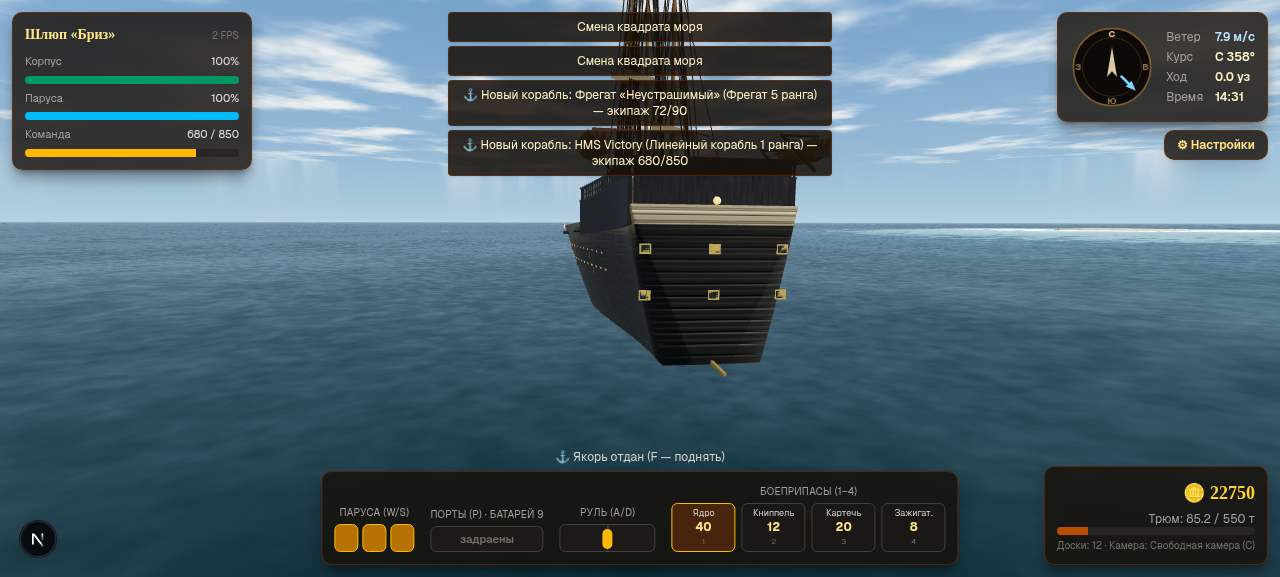 Шлюп «Бриз»
2 FPS
Корпус
100%
Паруса
100%
Команда
680 / 850
Смена квадрата моря
Смена квадрата моря
⚓ Новый корабль: Фрегат «Неустрашимый» (Фрегат 5 ранга)
— экипаж 72/90
⚓ Новый корабль: HMS Victory (Линейный корабль 1 ранга) —
экипаж 680/850
С
З
В
Ю
Ветер 7.9 м/с
Курс С 358°
Ход 0.0 уз
Время 14:31
⚙ Настройки
⚓ Якорь отдан (F — поднять)
ПАРУСА (W/S)
ПОРТЫ (P) · БАТАРЕЙ 9
задраены
РУЛЬ (A/D)
БОЕПРИПАСЫ (1–4)
Ядро
40
1
Книппель
12
2
Картечь
20
3
Зажигат.
8
4
22750
Трюм: 85.2 / 550 т
Доски: 12 · Камера: Свободная камера (C)
N